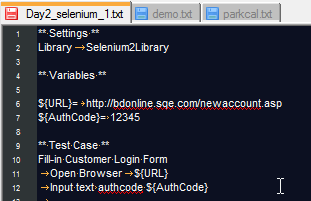 Day2_selenium_1.txt demo.txt parkcal.txt
1 ** Settings **
2 Library → Selenium2Library
3
4 ** Variables **
5
6 ${URL}= → http://bdonline.sqe.com/newaccount.asp
7 ${AuthCode}= 12345
8
9 ** Test Case **
10 Fill-in Customer Login Form
11 → Open Browser → ${URL}
12 → Input text authcode ${AuthCode}